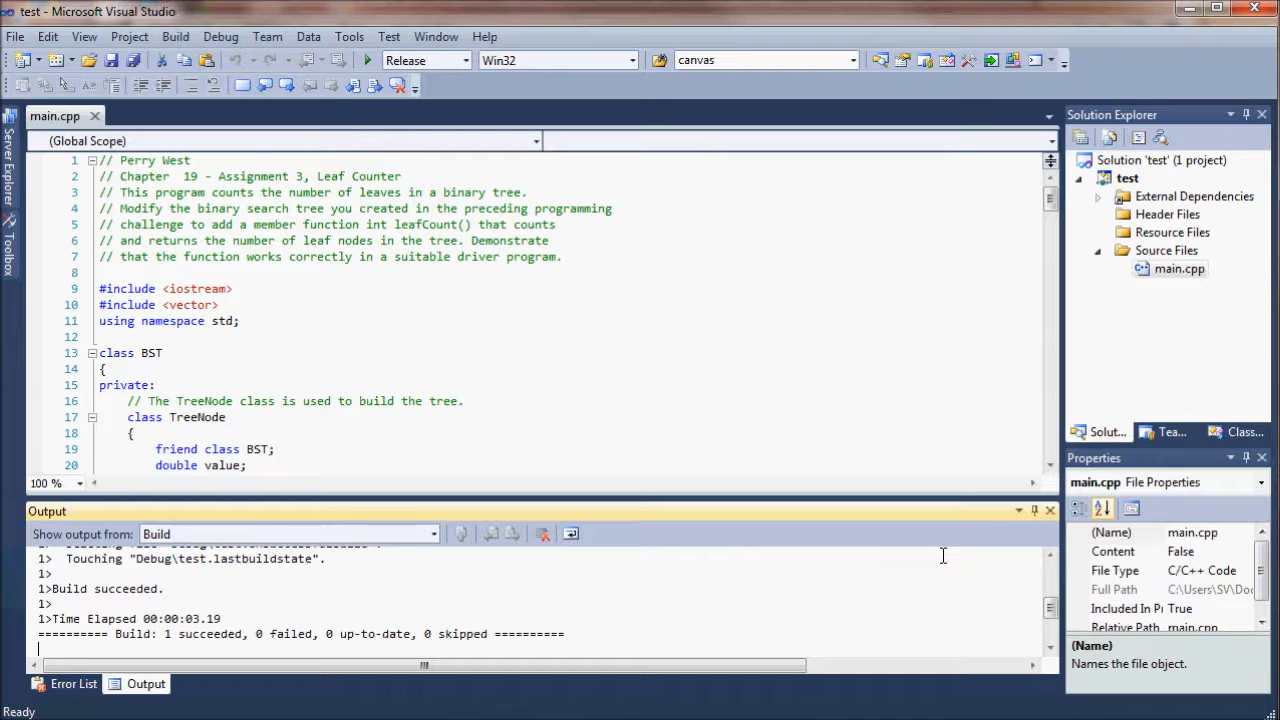 test - Microsoft Visual Studio
File Edit View Project Build Debug Team Data Tools Test Window Help
Release Win32 canvas
main.cpp
(Global Scope)
1 // Perry West
2 // Chapter  19 - Assignment 3, Leaf Counter
3 // This program counts the number of leaves in a binary tree.
4 // Modify the binary search tree you created in the preceding programming
5 // challenge to add a member function int leafCount() that counts
6 // and returns the number of leaf nodes in the tree. Demonstrate
7 // that the function works correctly in a suitable driver program.
8
9 #include <iostream>
10 #include <vector>
11 using namespace std;
12
13 class BST
14 {
15 private:
16 // The TreeNode class is used to build the tree.
17 class TreeNode
18 {
19 friend class BST;
20 double value;
100 %
Output
Show output from: Build
1> Touching "Debug\test.lastbuildstate".
1>
1>Build succeeded.
1>
1>Time Elapsed 00:00:03.19
========== Build: 1 succeeded, 0 failed, 0 up-to-date, 0 skipped ==========
Error List Output
Ready
Server Explorer
Toolbox
Solution Explorer
Solution 'test' (1 project)
test
External Dependencies
Header Files
Resource Files
Source Files
main.cpp
Solut... Tea... Class...
Properties
main.cpp File Properties
(Name) main.cpp
Content False
File Type C/C++ Code
Full Path C:\Users\SV\Doc
Included In Pr True
Relative Path main.cpp
(Name)
Names the file object.